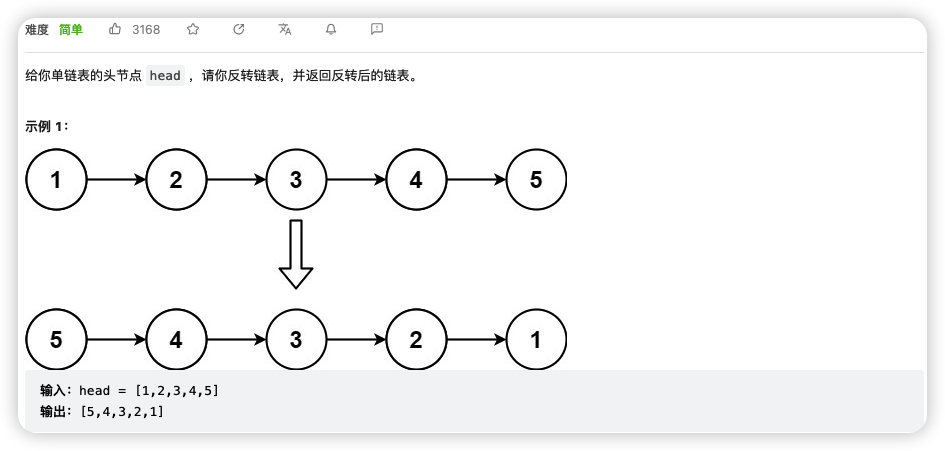 难度 简单 3168
给你单链表的头节点 head ，请你反转链表，并返回反转后的链表。
示例 1：
1 2 3 4 5
5 4 3 2 1
输入：head = [1,2,3,4,5]
输出：[5,4,3,2,1]